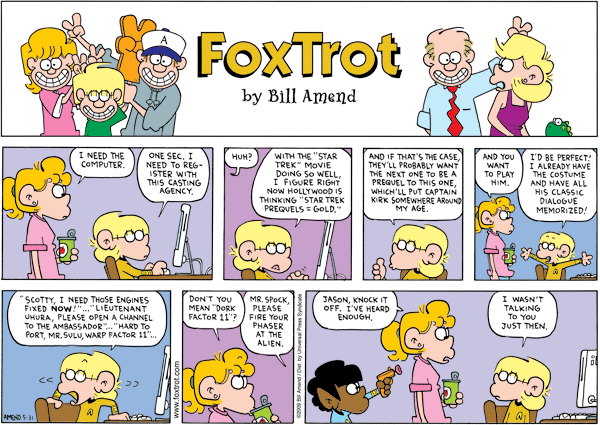 A
FoxTrot
by Bill Amend
I NEED THE
COMPUTER.
ONE SEC, I
NEED TO REG-
ISTER WITH
THIS CASTING
AGENCY.
HUH?
WITH THE "STAR
TREK" MOVIE
DOING SO WELL,
I FIGURE RIGHT
NOW HOLLYWOOD IS
THINKING "STAR TREK
PREQUELS = GOLD."
AND IF THAT'S THE CASE,
THEY'LL PROBABLY WANT
THE NEXT ONE TO BE A
PREQUEL TO THIS ONE,
WHICH'LL PUT CAPTAIN
KIRK SOMEWHERE AROUND
MY AGE.
AND YOU
WANT
TO PLAY
HIM.
I'D BE PERFECT!
I ALREADY HAVE
THE COSTUME
AND HAVE ALL
HIS CLASSIC
DIALOGUE
MEMORIZED!
"SCOTTY, I NEED THOSE ENGINES
FIXED NOW!"..."LIEUTENANT
UHURA, PLEASE OPEN A CHANNEL
TO THE AMBASSADOR"..."HARD TO
PORT, MR. SULU, WARP FACTOR 11"...
AMEND 5-31
www.foxtrot.com
DON'T YOU
MEAN "DORK
FACTOR 11"?
MR. SPOCK,
PLEASE
FIRE YOUR
PHASER
AT THE
ALIEN.
©2009 Bill Amend / Dist. by Universal Press Syndicate
JASON, KNOCK IT
OFF. I'VE HEARD
ENOUGH.
I WASN'T
TALKING
TO YOU
JUST THEN.